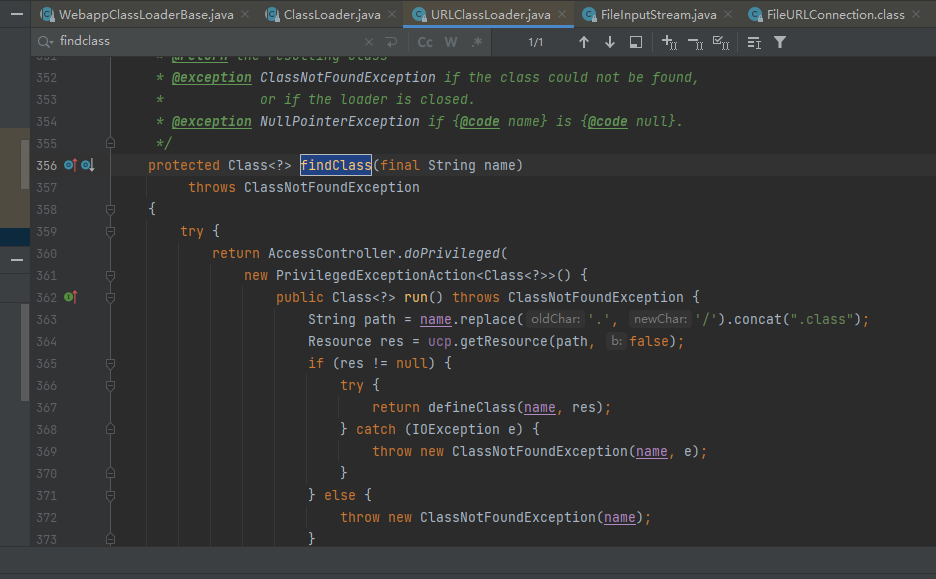 WebappClassLoaderBase.java ClassLoader.java URLClassLoader.java FileInputStream.java FileURLConnection.class
findclass Cc W .* 1/1
351 * @return the resulting class
352 * @exception ClassNotFoundException if the class could not be found,
353 * or if the loader is closed.
354 * @exception NullPointerException if {@code name} is {@code null}.
355 */
356 protected Class<?> findClass(final String name)
357 throws ClassNotFoundException
358 {
359 try {
360 return AccessController.doPrivileged(
361 new PrivilegedExceptionAction<Class<?>>() {
362 public Class<?> run() throws ClassNotFoundException {
363 String path = name.replace( oldChar: '.', newChar: '/').concat(".class");
364 Resource res = ucp.getResource(path, b: false);
365 if (res != null) {
366 try {
367 return defineClass(name, res);
368 } catch (IOException e) {
369 throw new ClassNotFoundException(name, e);
370 }
371 } else {
372 throw new ClassNotFoundException(name);
373 }